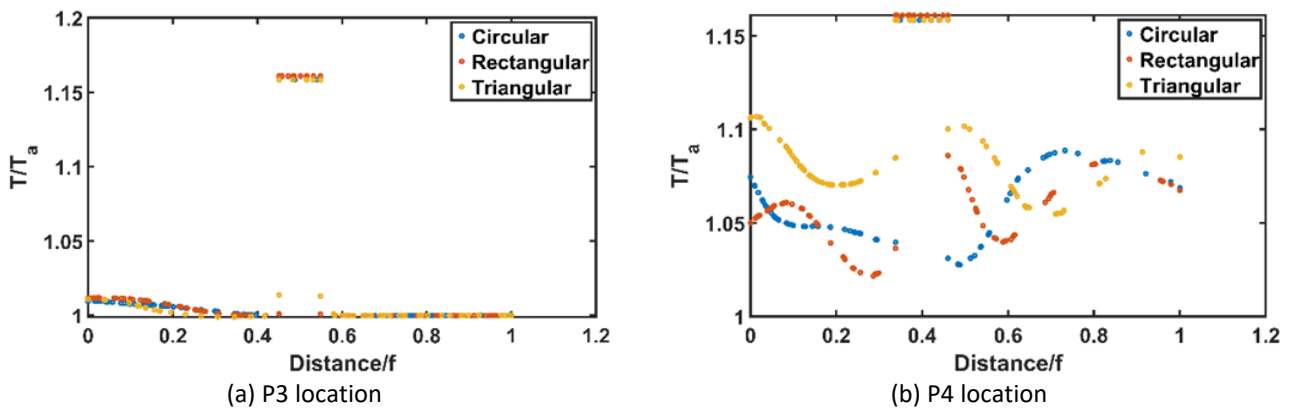 1.2
1.15
1.1
1.05
1
T/Ta
0 0.2 0.4 0.6 0.8 1 1.2
Distance/f
Circular
Rectangular
Triangular
(a) P3 location
1.15
1.1
1.05
1
T/Ta
0 0.2 0.4 0.6 0.8 1 1.2
Distance/f
Circular
Rectangular
Triangular
(b) P4 location